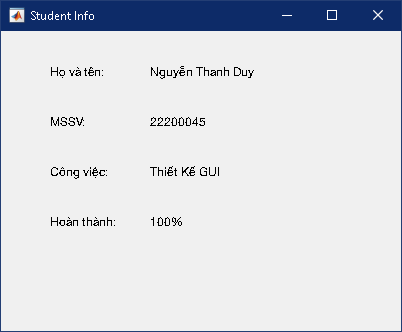 Student Info
Họ và tên: Nguyễn Thanh Duy
MSSV: 22200045
Công việc: Thiết Kế GUI
Hoàn thành: 100%